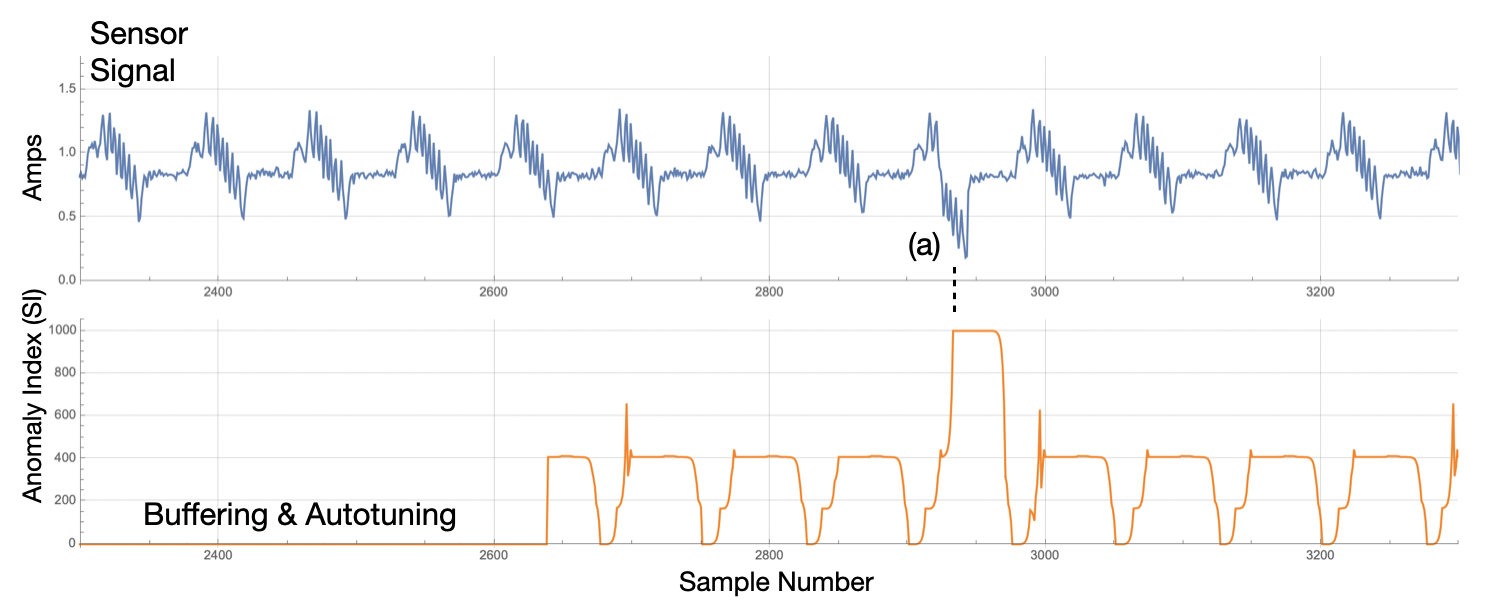 Sensor
Signal
Amps
1.5
1.0
0.5
0.0
(a)
2400 2600 2800 3000 3200
Anomaly Index (SI)
1000
800
600
400
200
0
Buffering & Autotuning
2400 2600 2800 3000 3200
Sample Number